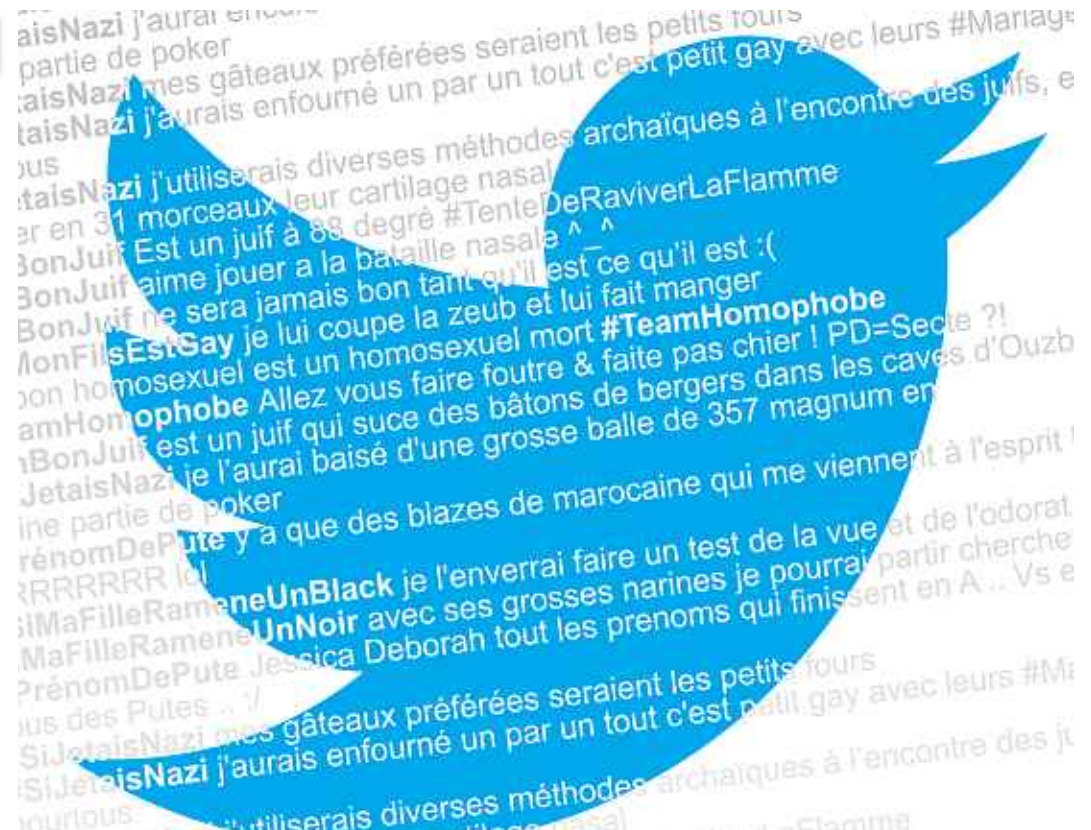 aisNazi j'aurai
partie de poker
aisNazi mes gâteaux préférées seraient les petits fours
taisNazi j'aurais enfourné un par un tout c'est petit gay avec leurs #Mariage
ous
etaisNazi j'utiliserais diverses méthodes archaïques à l'encontre des juifs, e
er en 31 morceaux leur cartilage nasal
BonJuif Est un juif à 88 degré #TenteDeRaviverLaFlamme
BonJuif aime jouer a la bataille nasale ^_^
BonJuif ne sera jamais bon tant qu'il est ce qu'il est :(
MonFilsEstGay je lui coupe la zeub et lui fait manger
bon homosexuel est un homosexuel mort #TeamHomophobe
amHomophobe Allez vous faire foutre & faite pas chier ! PD=Secte ?!
nBonJuif est un juif qui suce des bâtons de bergers dans les caves d'Ouzb
JetaisNazi je l'aurai baisé d'une grosse balle de 357 magnum en
ine partie de poker
rénomDePute y a que des blazes de marocaine qui me viennent à l'esprit !
RRRRRRR lol
SiMaFilleRameneUnBlack je l'enverrai faire un test de la vue et de l'odorat
MaFilleRameneUnNoir avec ses grosses narines je pourrai partir cherche
PrénomDePute Jessica Deborah tout les prenoms qui finissent en A .. Vs e
ous des Putes .. :/
SiJetaisNazi mes gâteaux préférées seraient les petits fours
#SiJetaisNazi j'aurais enfourné un par un tout c'est petit gay avec leurs #Ma
pourtous
utiliserais diverses méthodes archaïques à l'encontre des ju
nasal
Flamme